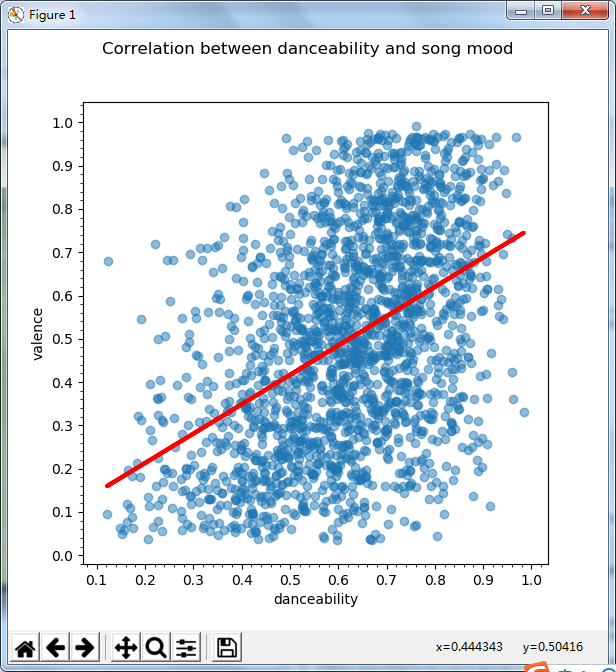 Figure 1
Correlation between danceability and song mood
1.0
0.9
0.8
0.7
0.6
0.5
0.4
0.3
0.2
0.1
0.0
valence
0.1 0.2 0.3 0.4 0.5 0.6 0.7 0.8 0.9 1.0
danceability
x=0.444343 y=0.50416